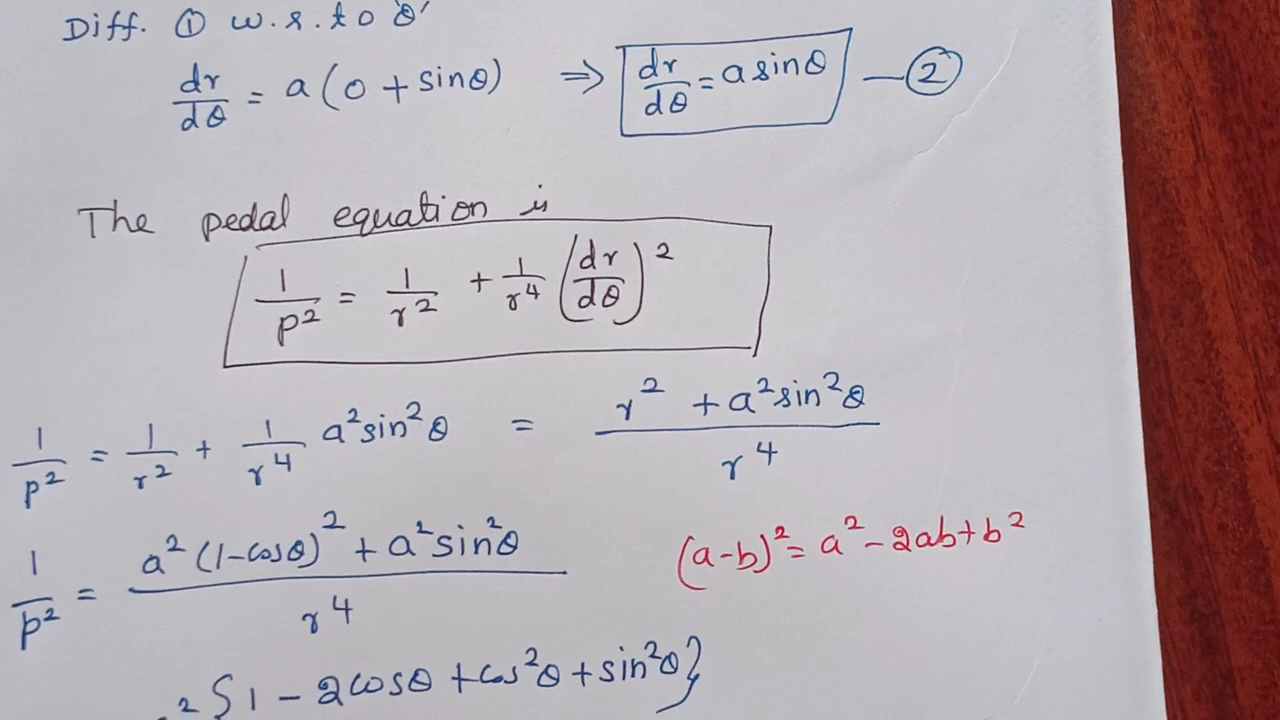 Diff. ① w.r.to θ'
dr/dθ = a(0 + sinθ) ⇒ dr/dθ = a sinθ —②
The pedal equation is
1/p² = 1/r² + 1/r⁴ (dr/dθ)²
1/p² = 1/r² + 1/r⁴ a²sin²θ = (r² + a²sin²θ)/r⁴
1/p² = (a²(1-cosθ)² + a²sin²θ)/r⁴ (a-b)² = a² - 2ab + b²
² {1 - 2cosθ + cos²θ + sin²θ}